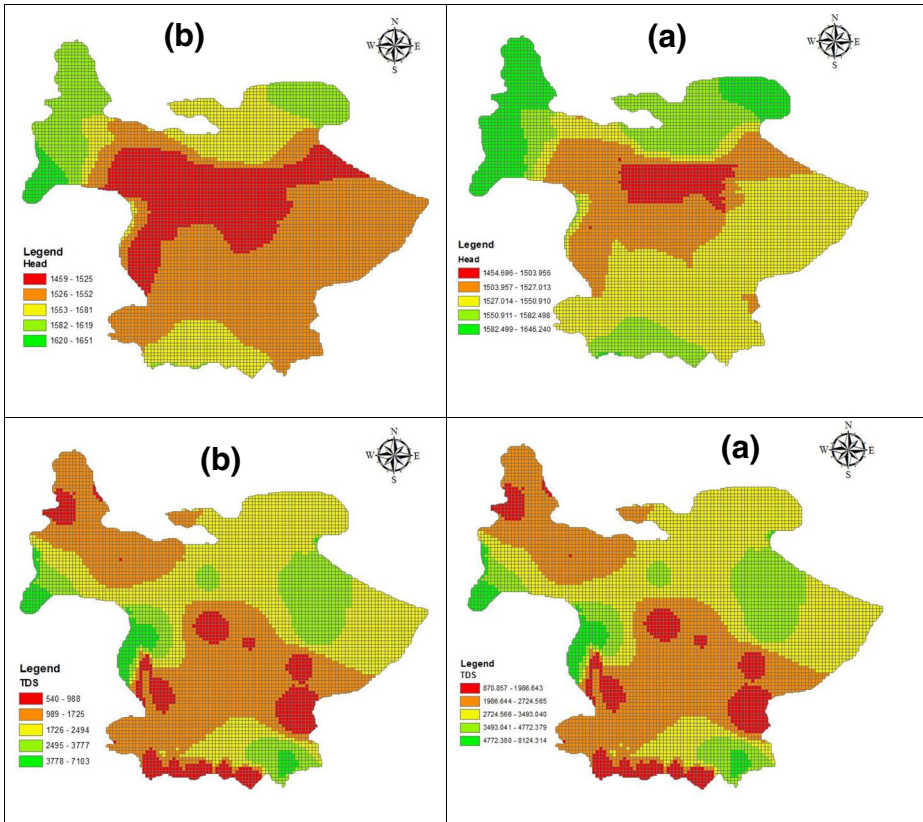 (b)
N
W E
S
Legend
Head
1459 - 1525
1526 - 1552
1553 - 1581
1582 - 1619
1620 - 1651
(a)
N
W E
S
Legend
Head
1454.696 - 1503.956
1503.957 - 1527.013
1527.014 - 1550.910
1550.911 - 1582.498
1582.499 - 1646.240
(b)
N
W E
S
Legend
TDS
540 - 988
989 - 1725
1726 - 2494
2495 - 3777
3778 - 7103
(a)
N
W E
S
Legend
TDS
870.857 - 1986.643
1986.644 - 2724.565
2724.566 - 3493.040
3493.041 - 4772.379
4772.380 - 8124.314